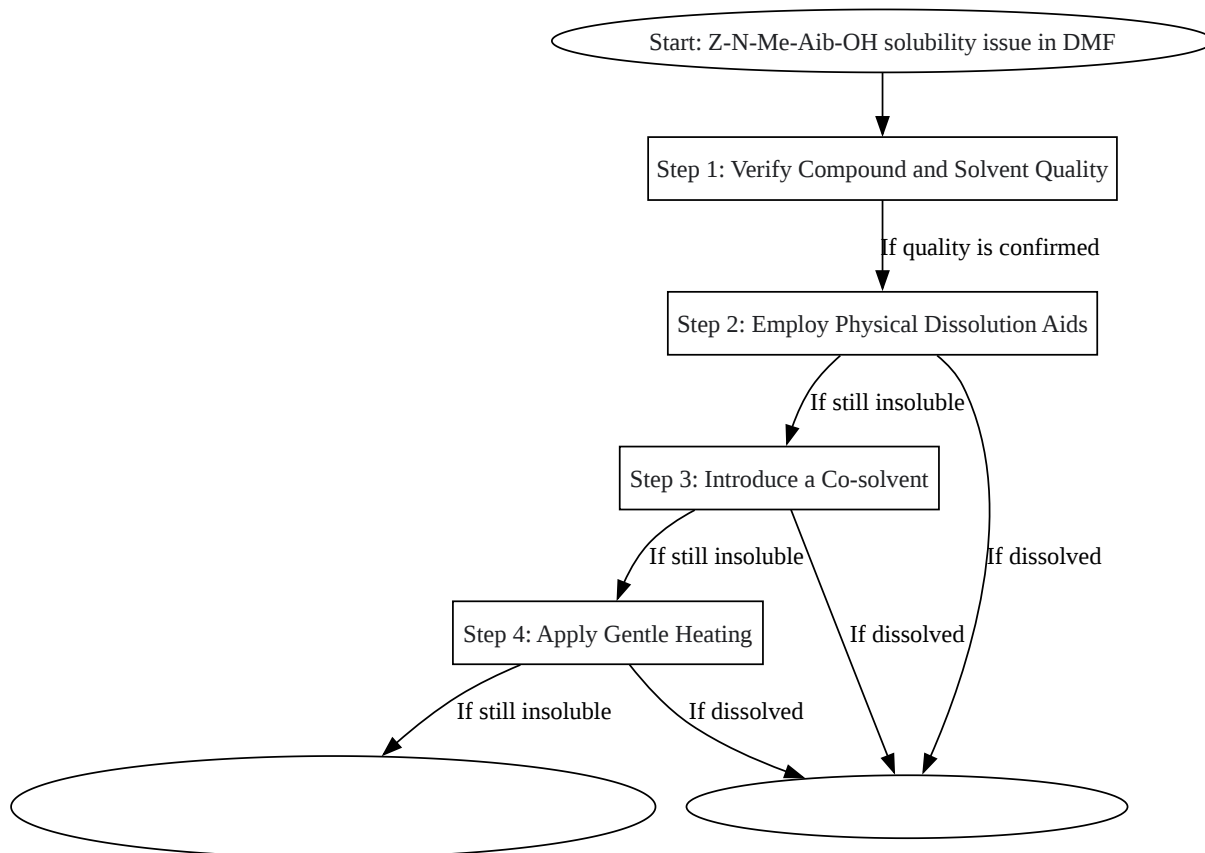 Start: Z-N-Me-Aib-OH solubility issue in DMF
Step 1: Verify Compound and Solvent Quality
If quality is confirmed
Step 2: Employ Physical Dissolution Aids
If still insoluble
Step 3: Introduce a Co-solvent
If still insoluble
If dissolved
Step 4: Apply Gentle Heating
If dissolved
If still insoluble
If dissolved